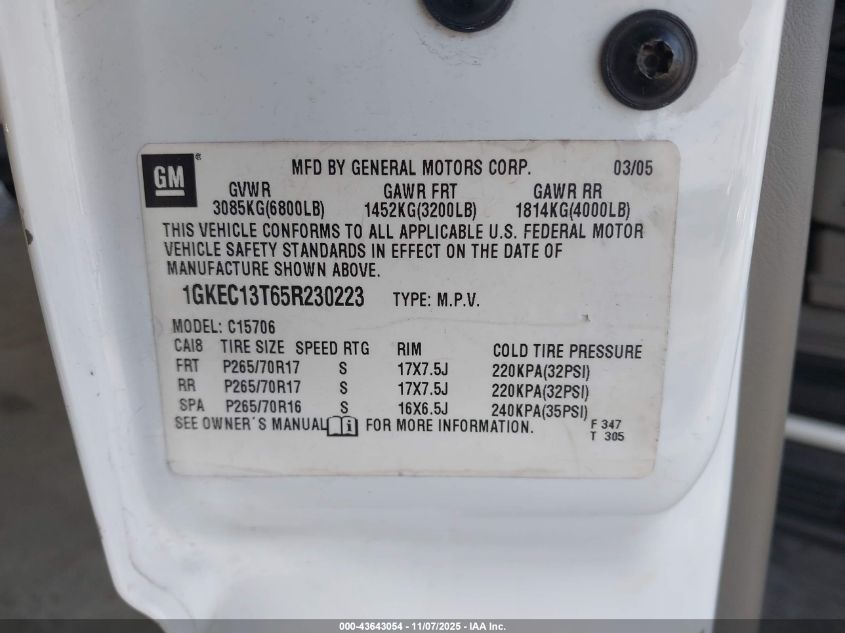 GM ® MFD BY GENERAL MOTORS CORP. 03/05
GVWR GAWR FRT GAWR RR
3085KG(6800LB) 1452KG(3200LB) 1814KG(4000LB)
THIS VEHICLE CONFORMS TO ALL APPLICABLE U.S. FEDERAL MOTOR
VEHICLE SAFETY STANDARDS IN EFFECT ON THE DATE OF
MANUFACTURE SHOWN ABOVE.
1GKEC13T65R230223 TYPE: M.P.V.
MODEL: C15706
CAI8 TIRE SIZE SPEED RTG RIM COLD TIRE PRESSURE
FRT P265/70R17 S 17X7.5J 220KPA(32PSI)
RR P265/70R17 S 17X7.5J 220KPA(32PSI)
SPA P265/70R16 S 16X6.5J 240KPA(35PSI)
SEE OWNER'S MANUAL i FOR MORE INFORMATION. F 347
T 305
000-43643054 - 11/07/2025 - IAA Inc.